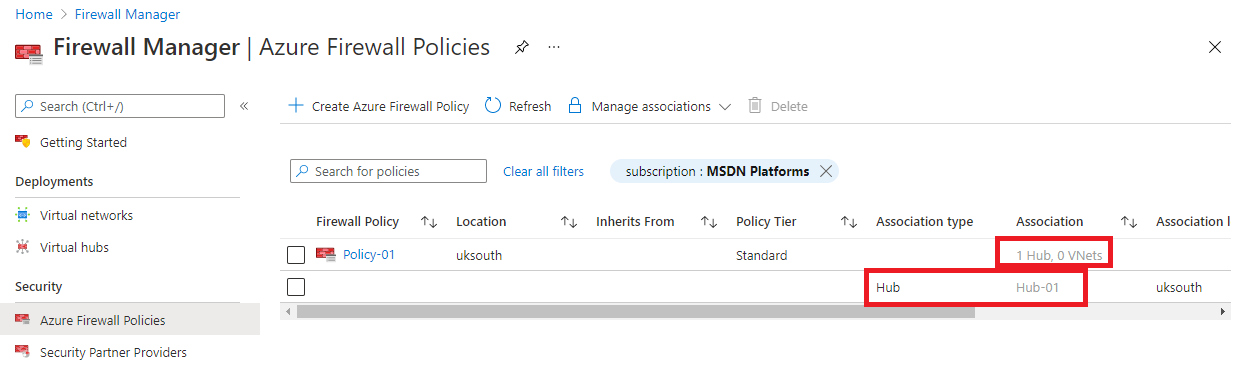 Home > Firewall Manager
Firewall Manager | Azure Firewall Policies
Search (Ctrl+/)
Getting Started
Deployments
Virtual networks
Virtual hubs
Security
Azure Firewall Policies
Security Partner Providers
Create Azure Firewall Policy Refresh Manage associations Delete
Search for policies Clear all filters subscription : MSDN Platforms
Firewall Policy Location Inherits From Policy Tier Association type Association Association l
Policy-01 uksouth Standard 1 Hub, 0 VNets
Hub Hub-01 uksouth